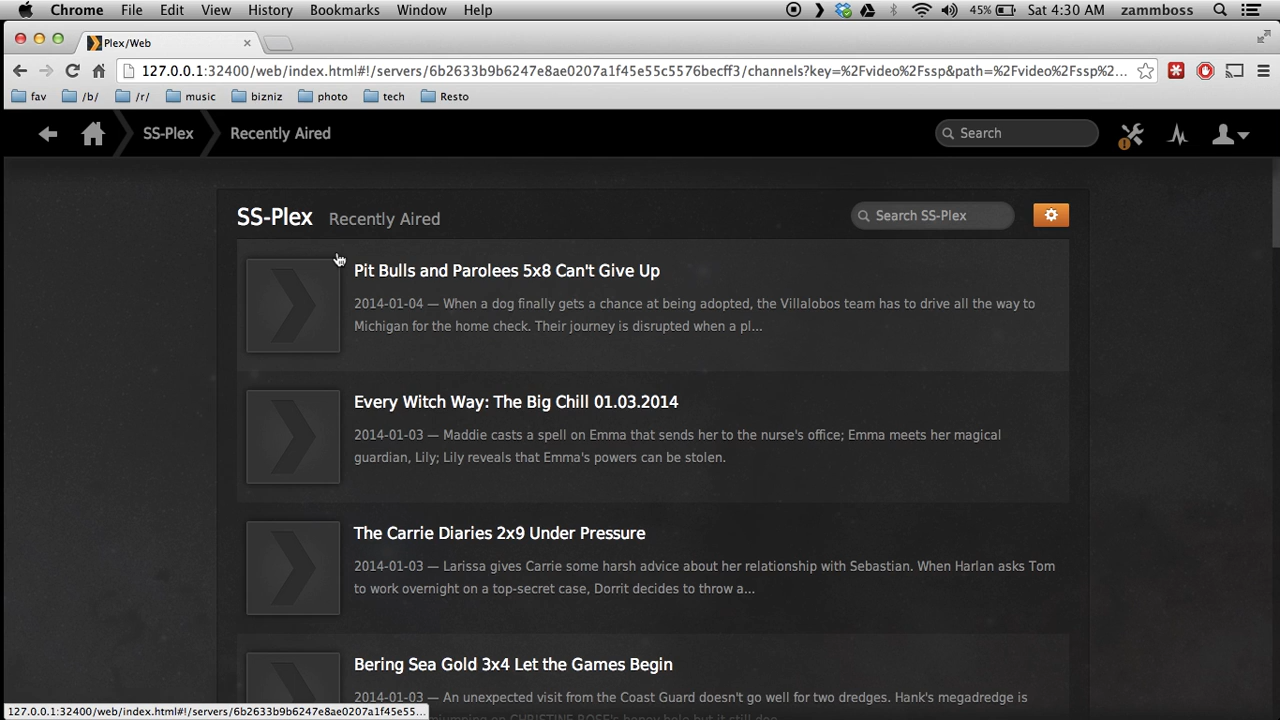 Chrome File Edit View History Bookmarks Window Help 45% Sat 4:30 AM zammboss
Plex/Web
127.0.0.1:32400/web/index.html#!/servers/6b2633b9b6247e8ae0207a1f45e55c5576becff3/channels?key=%2Fvideo%2Fssp&path=%2Fvideo%2Fssp%2...
fav /b/ /r/ music bizniz photo tech Resto
SS-Plex Recently Aired Search
SS-Plex Recently Aired Search SS-Plex
Pit Bulls and Parolees 5x8 Can't Give Up
2014-01-04 — When a dog finally gets a chance at being adopted, the Villalobos team has to drive all the way to
Michigan for the home check. Their journey is disrupted when a pl...
Every Witch Way: The Big Chill 01.03.2014
2014-01-03 — Maddie casts a spell on Emma that sends her to the nurse's office; Emma meets her magical
guardian, Lily; Lily reveals that Emma's powers can be stolen.
The Carrie Diaries 2x9 Under Pressure
2014-01-03 — Larissa gives Carrie some harsh advice about her relationship with Sebastian. When Harlan asks Tom
to work overnight on a top-secret case, Dorrit decides to throw a...
Bering Sea Gold 3x4 Let the Games Begin
2014-01-03 — An unexpected visit from the Coast Guard doesn't go well for two dredges. Hank's megadredge is
127.0.0.1:32400/web/index.html#!/servers/6b2633b9b6247e8ae0207a1f45e55...